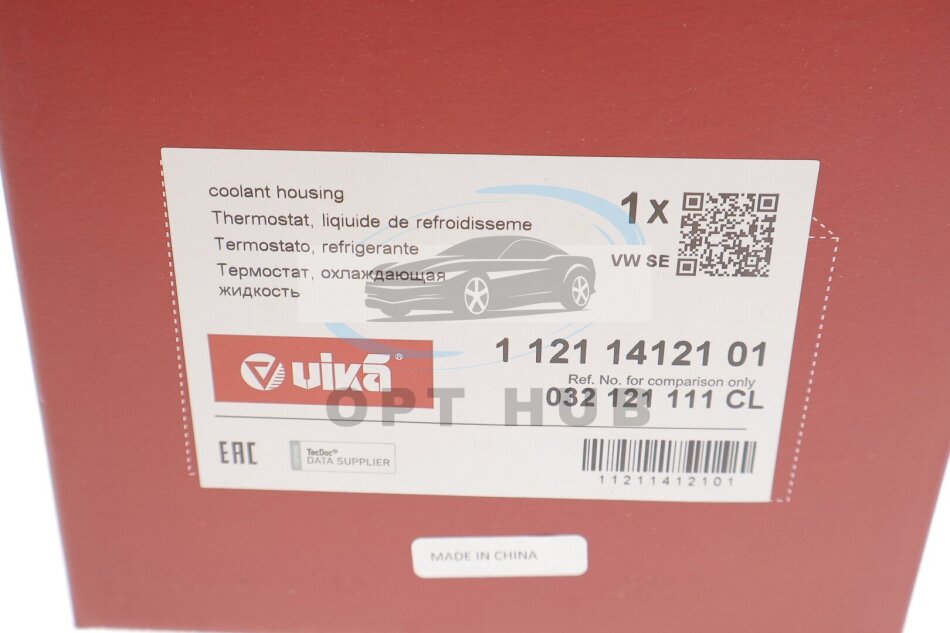 coolant housing
Thermostat, liqiuide de refroidisseme
Termostato, refrigerante
Термостат, охлаждающая
жидкость
1x
VW SE
vika®
1 121 14121 01
Ref. No. for comparison only
032 121 111 CL
OPT HUB
EAC
TecDoc®
DATA SUPPLIER
11211412101
MADE IN CHINA